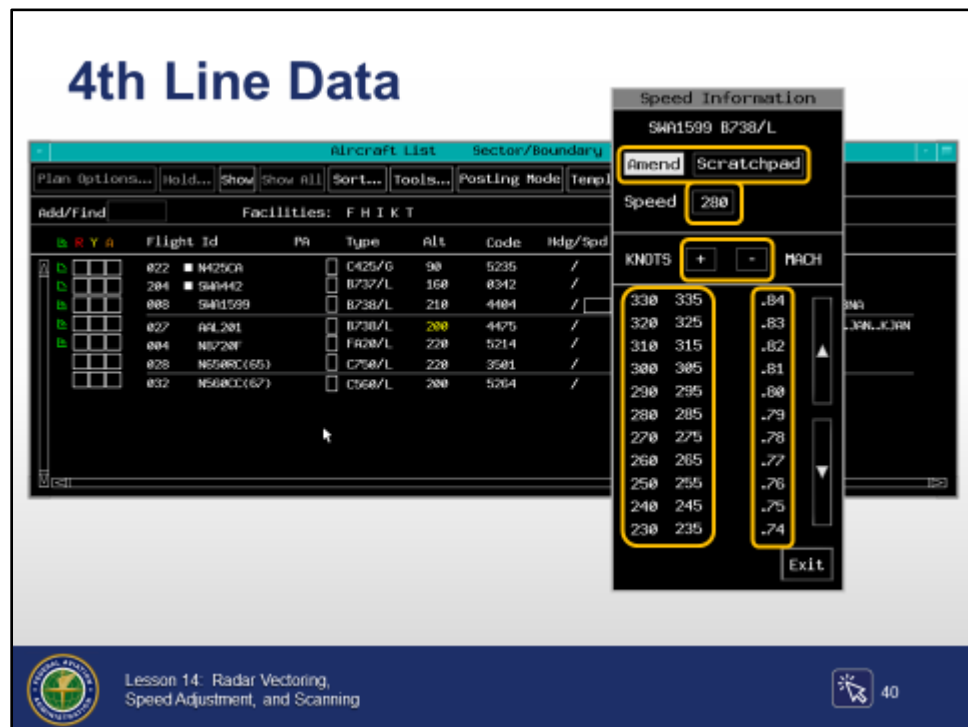 4th Line Data
Aircraft List Sector/Boundary
Plan Options... Hold... Show Show All Sort... Tools... Posting Mode Templ
Add/Find Facilities: F H I K T
R Y A Flight Id PA Type Alt Code Hdg/Spd
022 N425CA C425/G 90 5235 /
204 SWA442 B737/L 160 0342 /
008 SWA1599 B738/L 210 4404 /
027 AAL201 B738/L 200 4475 / JAN..KJAN
004 N8720F FA20/L 220 5214 /
028 N650RC(65) C750/L 220 3501 /
032 N560CC(67) C560/L 200 5264 /
Speed Information
SWA1599 B738/L
Amend Scratchpad
Speed 280
KNOTS + - MACH
330 335 .84
320 325 .83
310 315 .82
300 305 .81
290 295 .80
280 285 .79
270 275 .78
260 265 .77
250 255 .76
240 245 .75
230 235 .74
Exit
FEDERAL AVIATION ADMINISTRATION
Lesson 14: Radar Vectoring,
Speed Adjustment, and Scanning
40